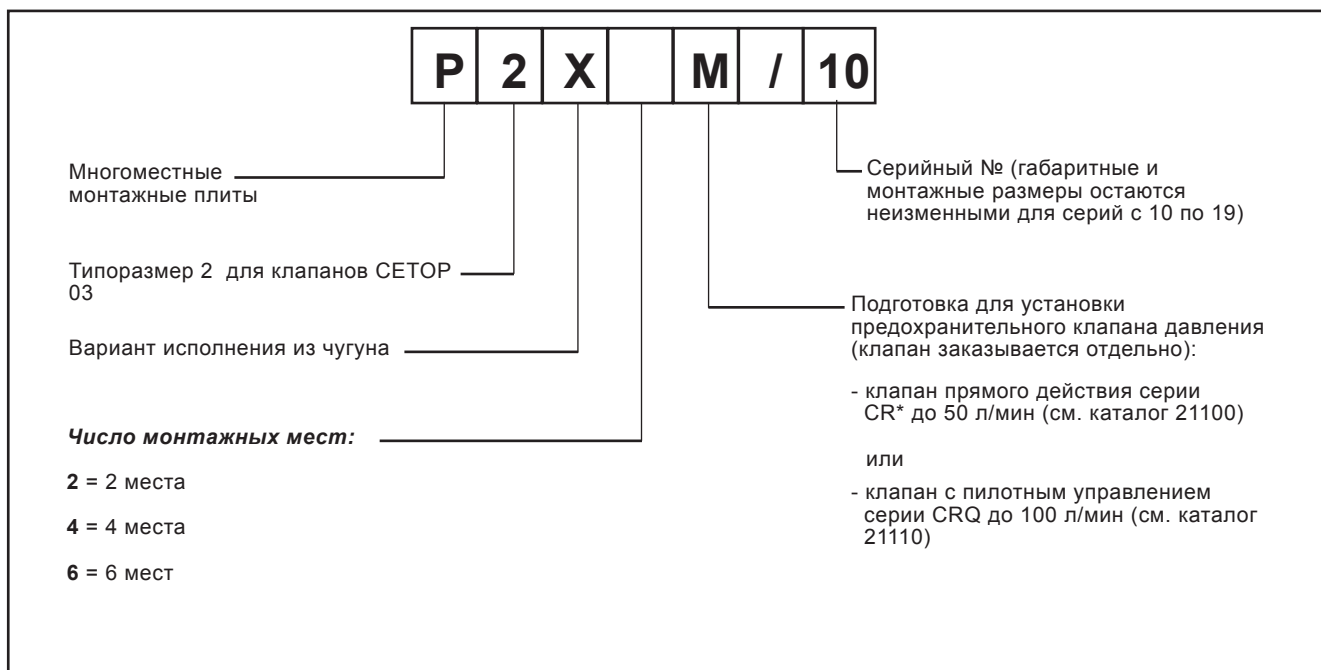 P 2 X M / 10
Многоместные
монтажные плиты
Типоразмер 2 для клапанов CETOP
03
Вариант исполнения из чугуна
Число монтажных мест:
2 = 2 места
4 = 4 места
6 = 6 мест
Серийный № (габаритные и
монтажные размеры остаются
неизменными для серий с 10 по 19)
Подготовка для установки
предохранительного клапана давления
(клапан заказывается отдельно):
- клапан прямого действия серии
CR* до 50 л/мин (см. каталог 21100)
или
- клапан с пилотным управлением
серии CRQ до 100 л/мин (см. каталог
21110)